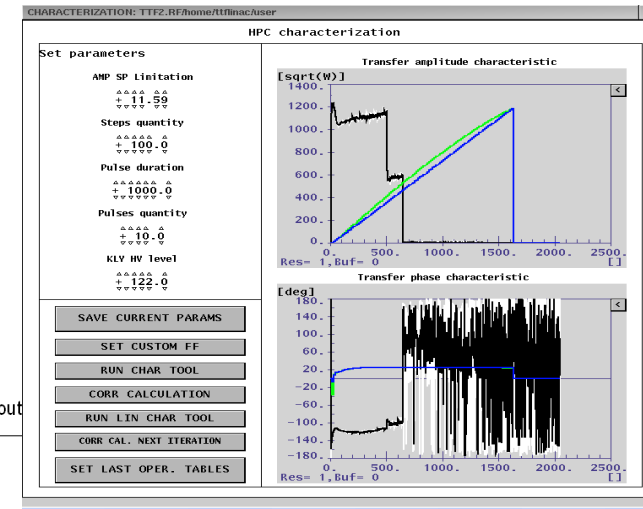 CHARACTERIZATION: TTF2.RF/home/ttflinac/user
HPC characterization
Set parameters
AMP SP Limitation
+ 11.59
Steps quantity
+ 100.0
Pulse duration
+ 1000.0
Pulses quantity
+ 10.0
KLY HV level
+ 122.0
SAVE CURRENT PARAMS
SET CUSTOM FF
RUN CHAR TOOL
CORR CALCULATION
RUN LIN CHAR TOOL
CORR CAL. NEXT ITERATION
SET LAST OPER. TABLES
out
Transfer amplitude characteristic
[sqrt(W)]
<
1400.
1200.
1000.
800.
600.
400.
200.
0.
0. 500. 1000. 1500. 2000. 2500.
Res= 1,Buf= 0 []
Transfer phase characteristic
[deg]
<
180.
140.
100.
60.
20.
-20.
-60.
-100.
-140.
-180.
0. 500. 1000. 1500. 2000. 2500.
Res= 1,Buf= 0 []